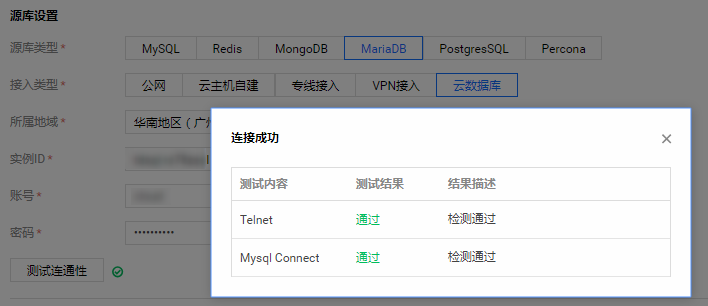 源库设置
源库类型* MySQL Redis MongoDB MariaDB PostgresSQL Percona
接入类型* 公网 云主机自建 专线接入 VPN接入 云数据库
所属地域* 华南地区（广州
实例ID*
账号*
密码* ••••••••••
测试连通性
连接成功 ×
测试内容 测试结果 结果描述
Telnet 通过 检测通过
Mysql Connect 通过 检测通过